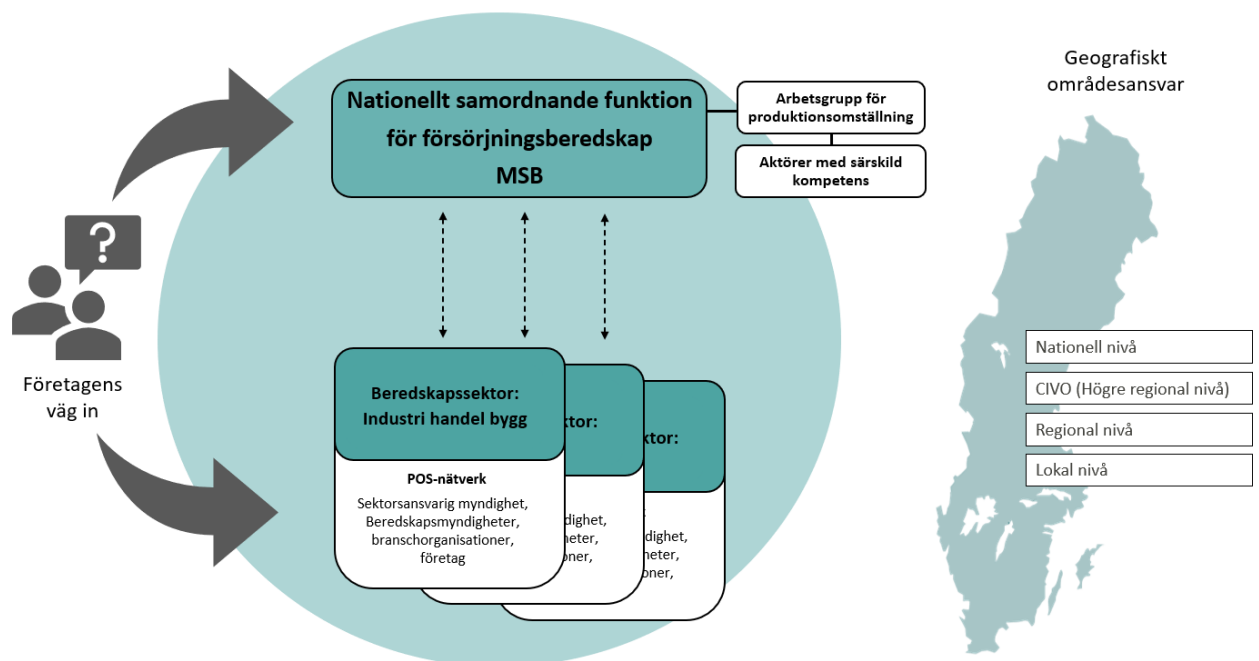 Geografiskt
områdesansvar
Nationellt samordnande funktion
för försörjningsberedskap
MSB
Arbetsgrupp för
produktionsomställning
Aktörer med särskild
kompetens
?
Företagens
väg in
Nationell nivå
CIVO (Högre regional nivå)
Regional nivå
Lokal nivå
Beredskapssektor:
Industri handel bygg
POS-nätverk
Sektorsansvarig myndighet,
Beredskapsmyndigheter,
branschorganisationer,
företag
ktor:
dighet,
heter,
oner,
ktor:
ndighet,
heter,
oner,